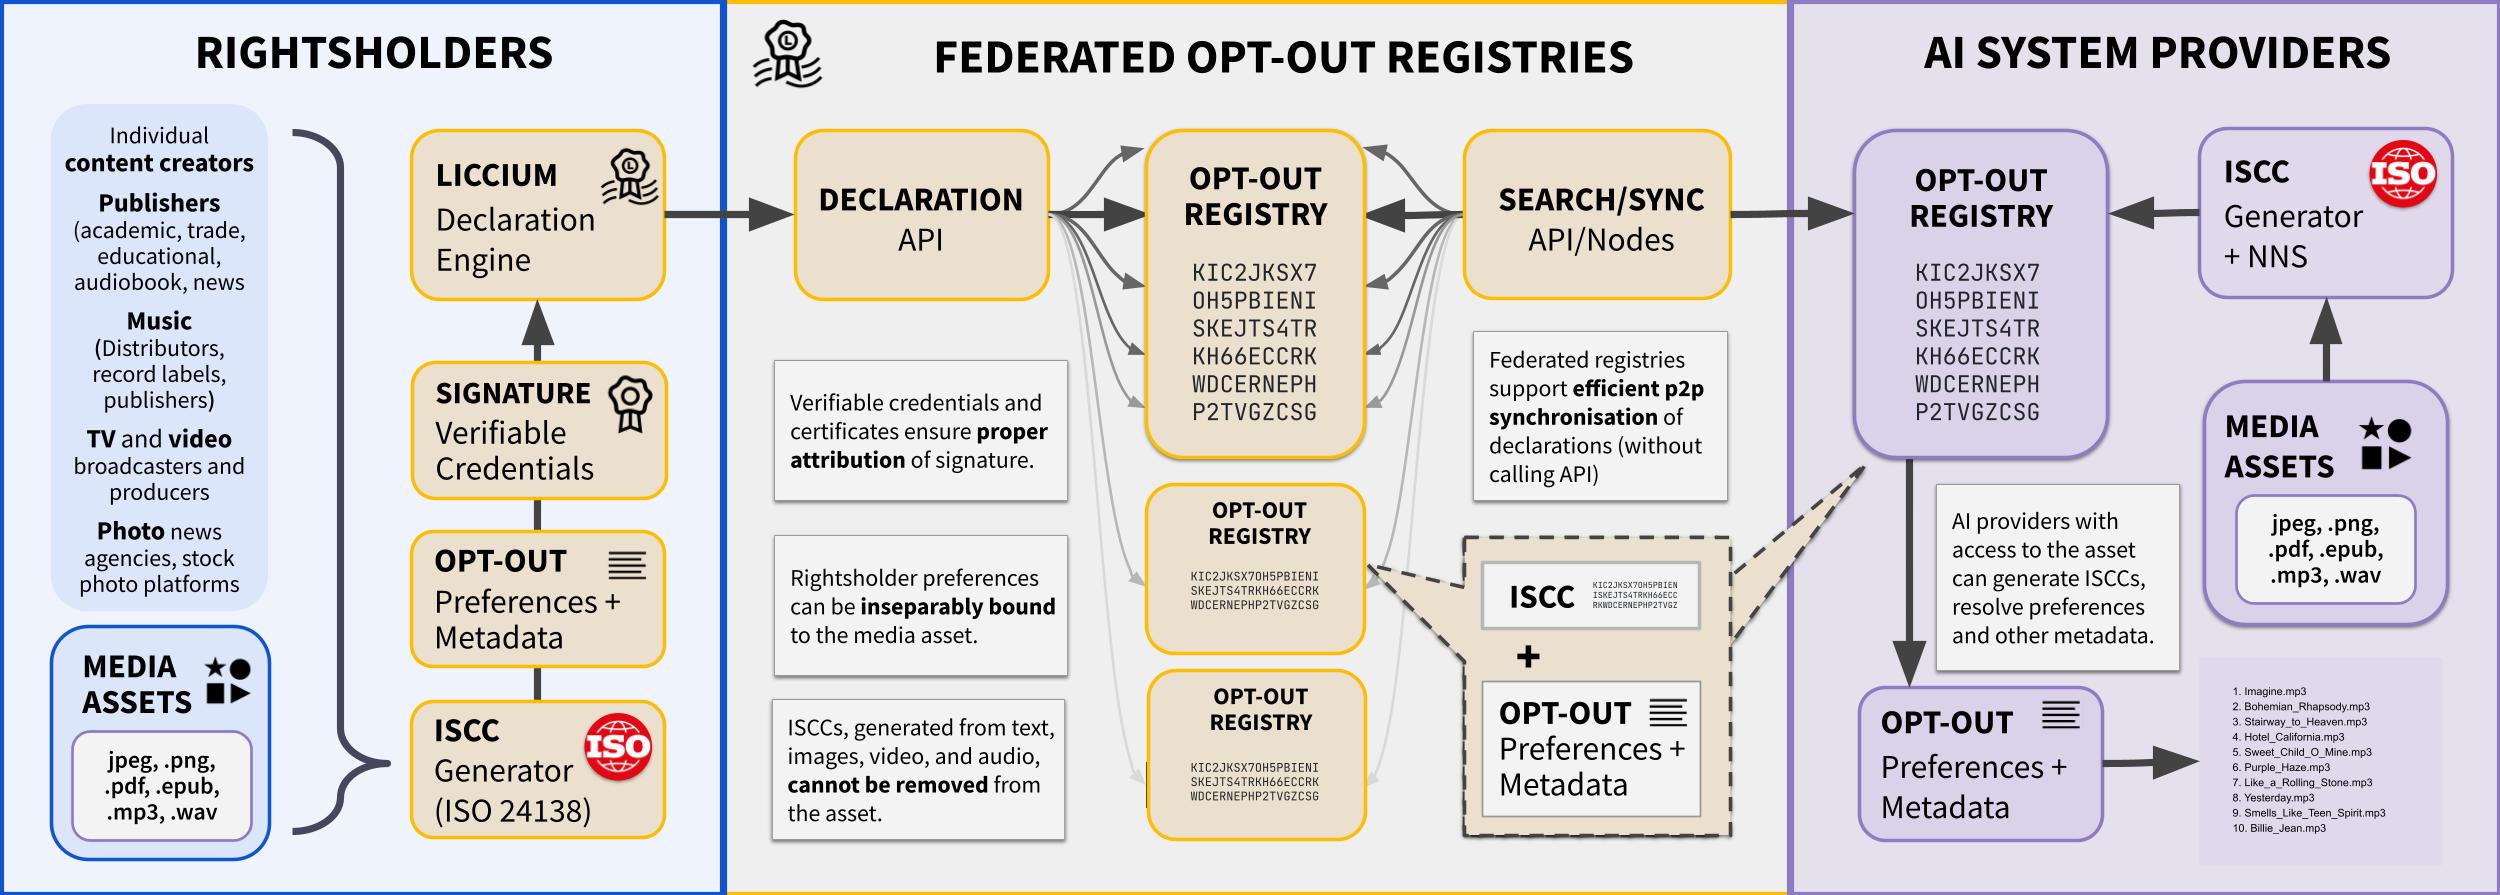 RIGHTSHOLDERS
Individual
content creators
Publishers
(academic, trade,
educational,
audiobook, news
Music
(Distributors,
record labels,
publishers)
TV and video
broadcasters and
producers
Photo news
agencies, stock
photo platforms
MEDIA
ASSETS
jpeg, .png,
.pdf, .epub,
.mp3, .wav
LICCIUM
Declaration
Engine
L
SIGNATURE
Verifiable
Credentials
OPT-OUT
Preferences +
Metadata
ISCC
Generator
(ISO 24138)
ISO
L
FEDERATED OPT-OUT REGISTRIES
DECLARATION
API
Verifiable credentials and
certificates ensure proper
attribution of signature.
Rightsholder preferences
can be inseparably bound
to the media asset.
ISCCs, generated from text,
images, video, and audio,
cannot be removed from
the asset.
OPT-OUT
REGISTRY
KIC2JKSX7
OH5PBIENI
SKEJTS4TR
KH66ECCRK
WDCERNEPH
P2TVGZCSG
OPT-OUT
REGISTRY
KIC2JKSX7OH5PBIENI
SKEJTS4TRKH66ECCRK
WDCERNEPHP2TVGZCSG
OPT-OUT
REGISTRY
KIC2JKSX7OH5PBIENI
SKEJTS4TRKH66ECCRK
WDCERNEPHP2TVGZCSG
SEARCH/SYNC
API/Nodes
Federated registries
support efficient p2p
synchronisation of
declarations (without
calling API)
ISCC
KIC2JKSX7OH5PBIEN
ISKEJTS4TRKH66ECC
RKWDCERNEPHP2TVGZ
+
OPT-OUT
Preferences +
Metadata
AI SYSTEM PROVIDERS
OPT-OUT
REGISTRY
KIC2JKSX7
OH5PBIENI
SKEJTS4TR
KH66ECCRK
WDCERNEPH
P2TVGZCSG
ISCC
Generator
+ NNS
ISO
MEDIA
ASSETS
jpeg, .png,
.pdf, .epub,
.mp3, .wav
AI providers with
access to the asset
can generate ISCCs,
resolve preferences
and other metadata.
OPT-OUT
Preferences +
Metadata
1. Imagine.mp3
2. Bohemian_Rhapsody.mp3
3. Stairway_to_Heaven.mp3
4. Hotel_California.mp3
5. Sweet_Child_O_Mine.mp3
6. Purple_Haze.mp3
7. Like_a_Rolling_Stone.mp3
8. Yesterday.mp3
9. Smells_Like_Teen_Spirit.mp3
10. Billie_Jean.mp3